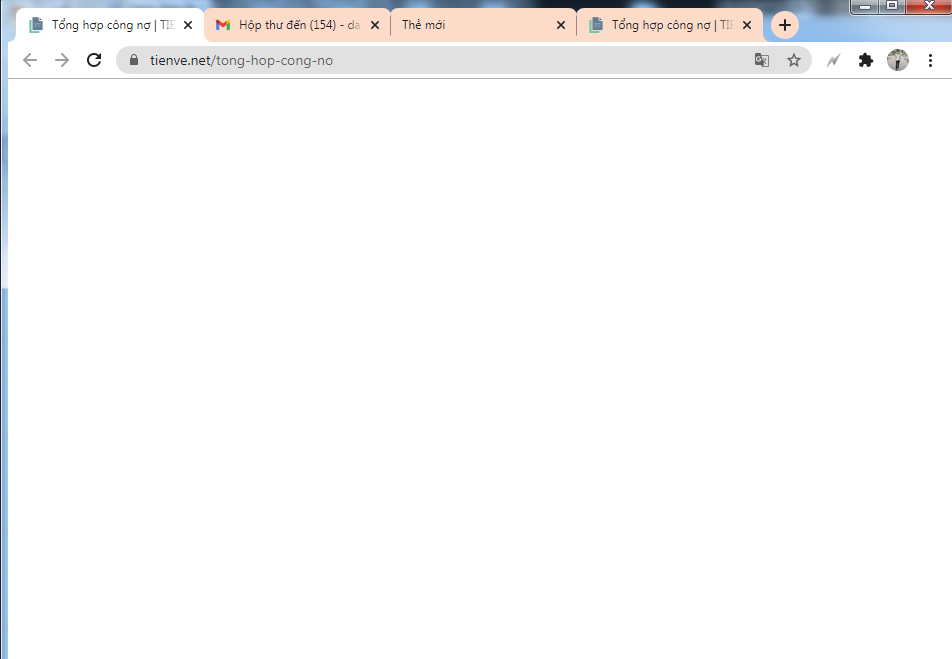 Tổng hợp công nợ | TIE
Hộp thư đến (154) - da
Thẻ mới
Tổng hợp công nợ | TIE
tienve.net/tong-hop-cong-no